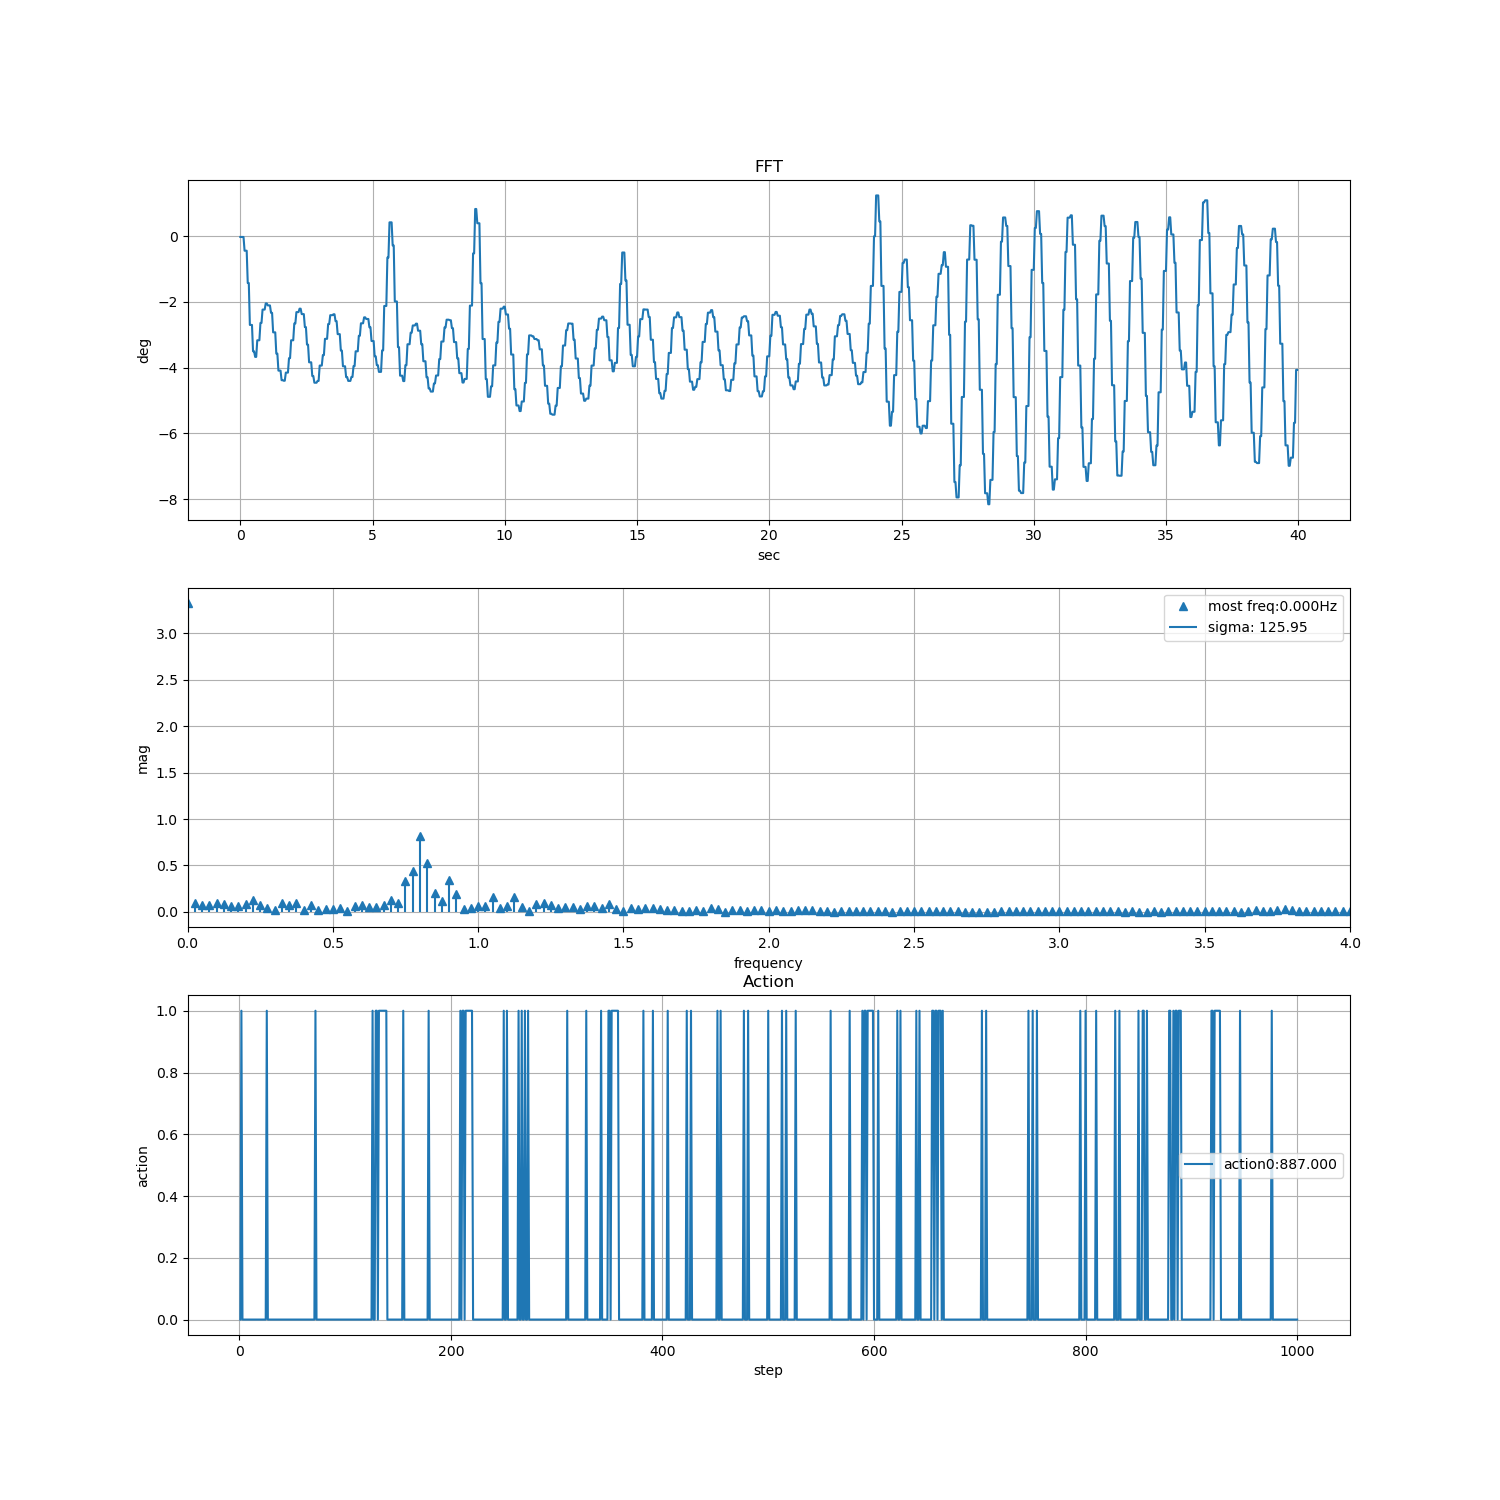 FFT
0
−2
−4
−6
−8
deg
0 5 10 15 20 25 30 35 40
sec
most freq:0.000Hz
sigma: 125.95
3.0
2.5
2.0
1.5
1.0
0.5
0.0
mag
0.0 0.5 1.0 1.5 2.0 2.5 3.0 3.5 4.0
frequency
Action
1.0
0.8
0.6
0.4
0.2
0.0
action
action0:887.000
0 200 400 600 800 1000
step